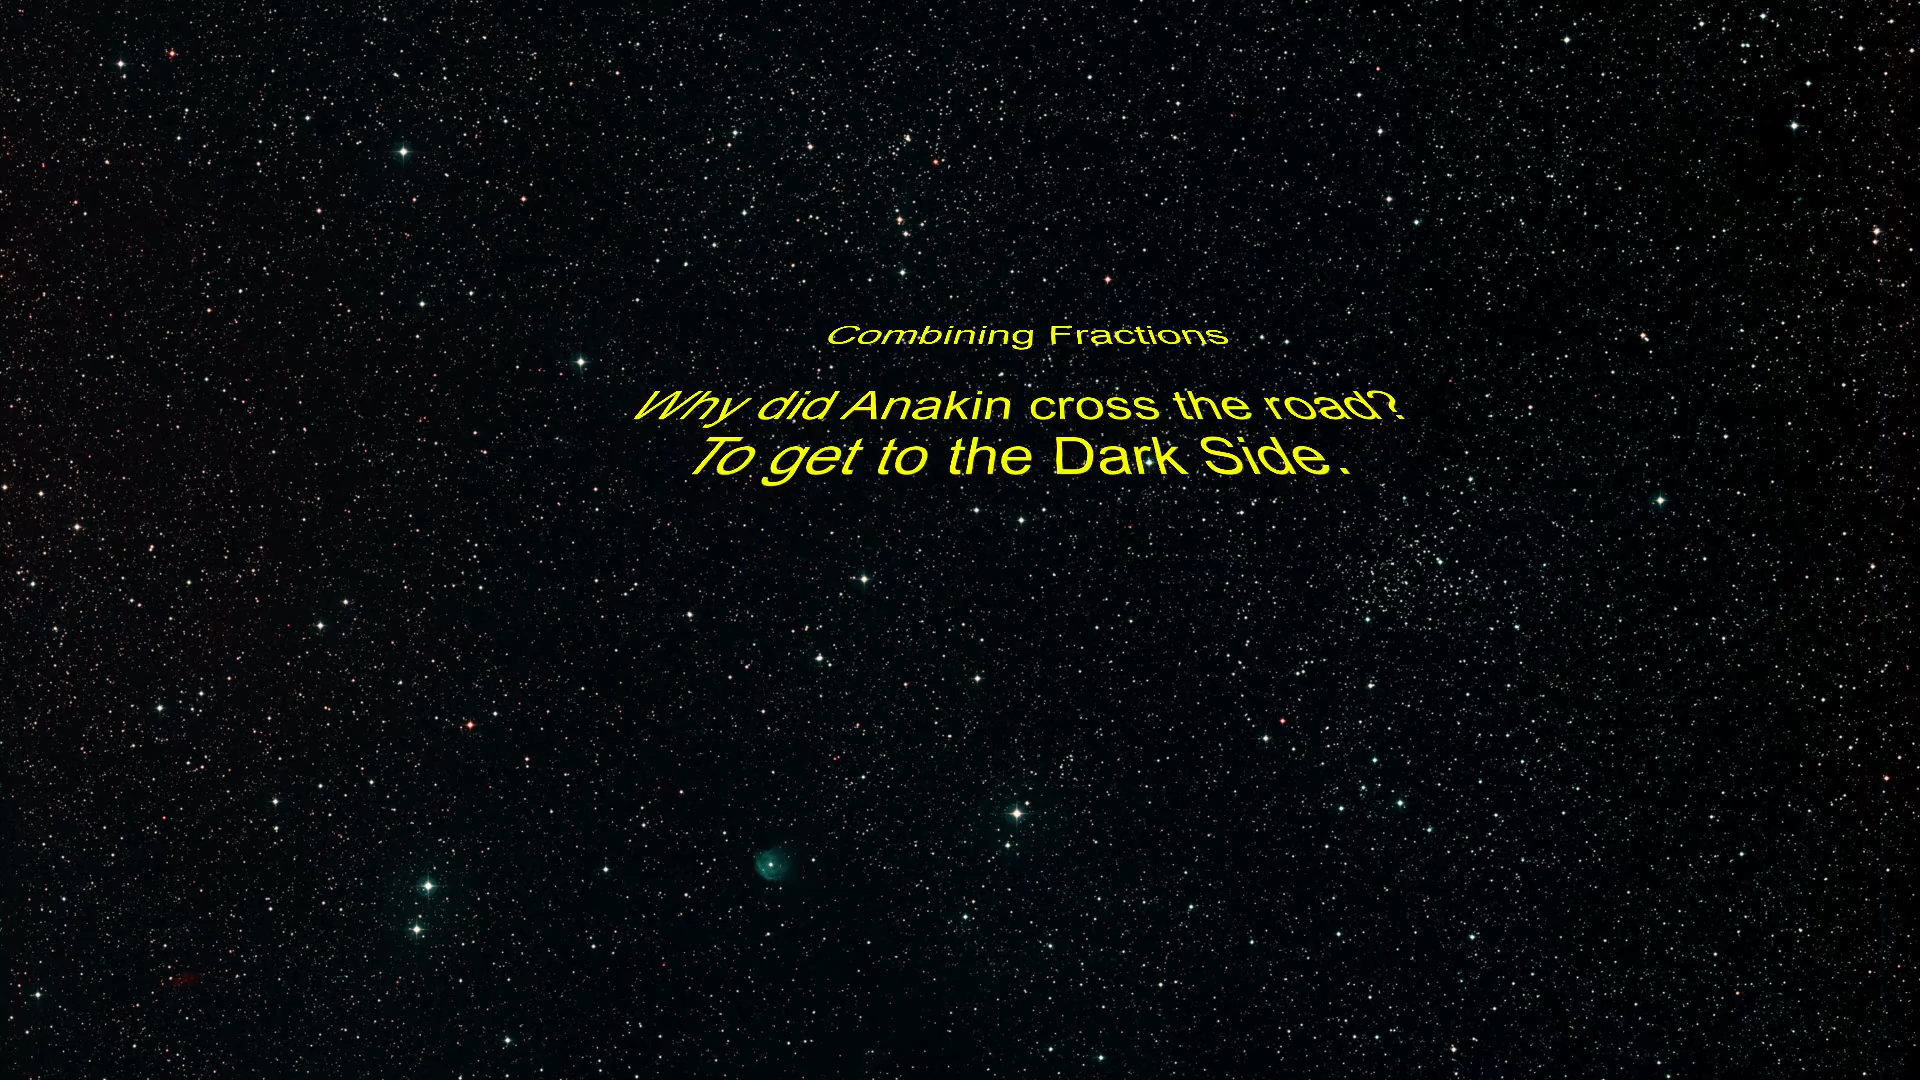 Combining Fractions
Why did Anakin cross the road?
To get to the Dark Side.